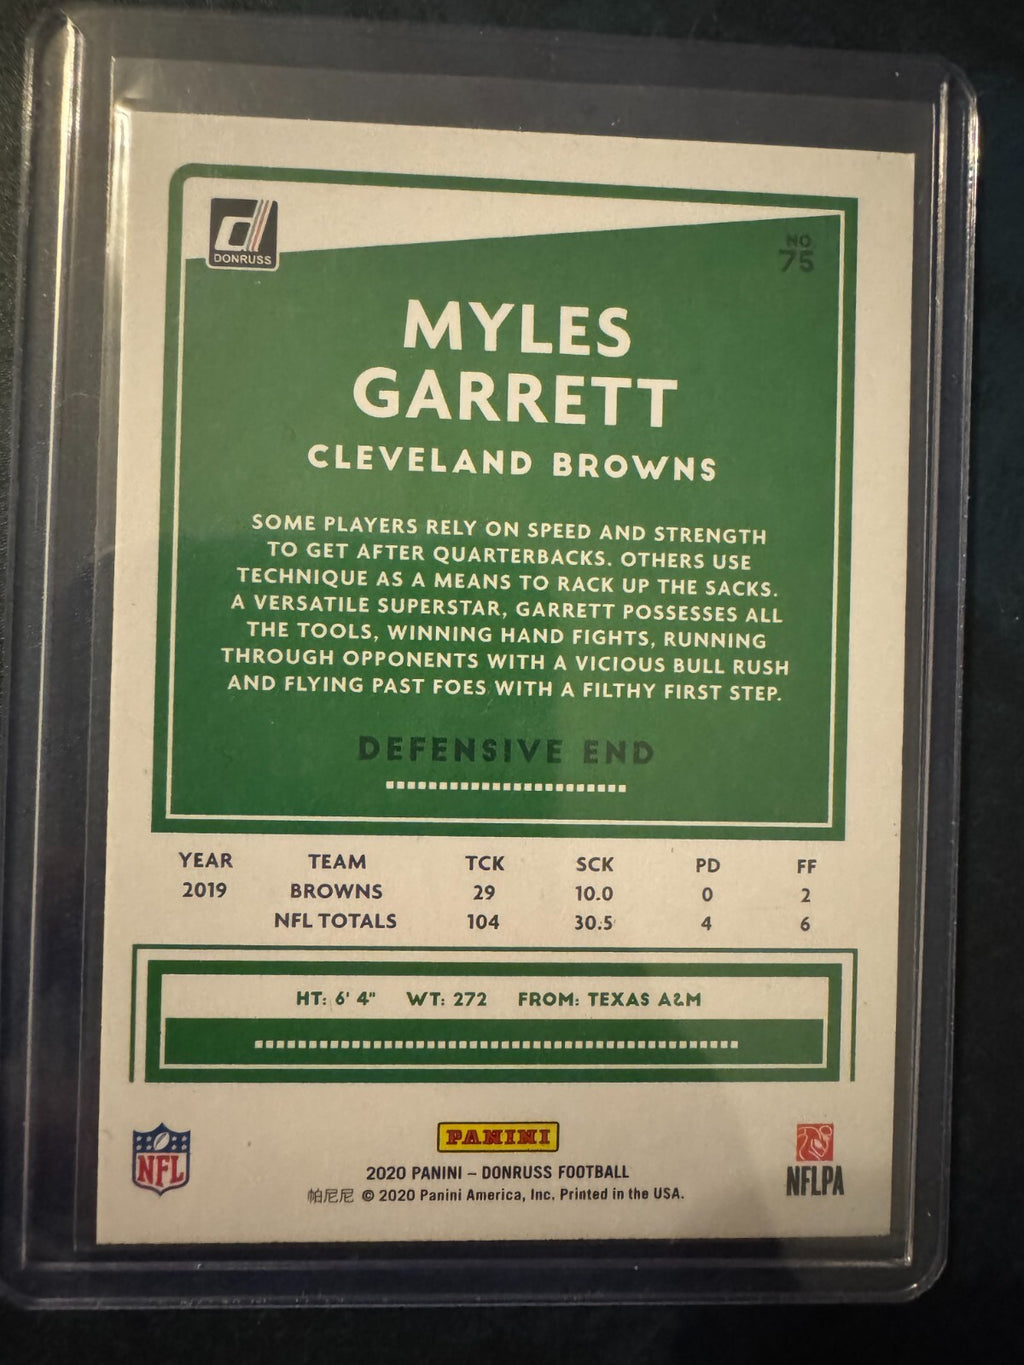 DONRUSS
NO
75
MYLES
GARRETT
CLEVELAND BROWNS
SOME PLAYERS RELY ON SPEED AND STRENGTH
TO GET AFTER QUARTERBACKS. OTHERS USE
TECHNIQUE AS A MEANS TO RACK UP THE SACKS.
A VERSATILE SUPERSTAR, GARRETT POSSESSES ALL
THE TOOLS, WINNING HAND FIGHTS, RUNNING
THROUGH OPPONENTS WITH A VICIOUS BULL RUSH
AND FLYING PAST FOES WITH A FILTHY FIRST STEP.
DEFENSIVE END
YEAR TEAM TCK SCK PD FF
2019 BROWNS 29 10.0 0 2
NFL TOTALS 104 30.5 4 6
HT: 6' 4" WT: 272 FROM: TEXAS A&M
PANINI
NFL
NFLPA
2020 PANINI – DONRUSS FOOTBALL
帕尼尼 © 2020 Panini America, Inc. Printed in the USA.